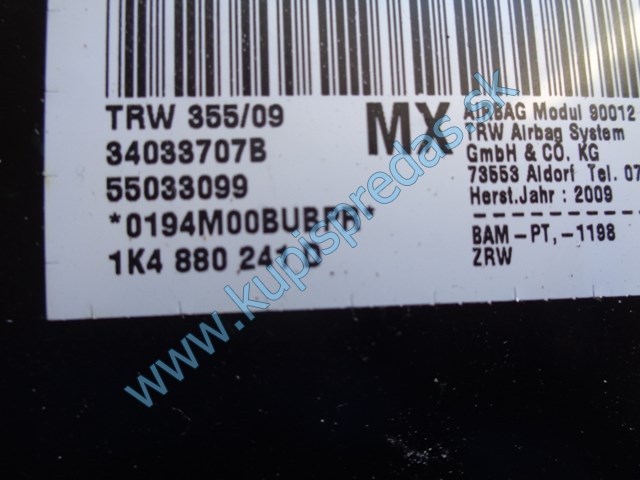 TRW 355/09
34033707B
55033099
1K4 880 241 D
MX
AIRBAG Modul 90012
TRW Airbag System
GmbH & CO. KG
73553 Aldorf Tel. 07
Herst.Jahr : 2009
BAM-PT,-1198
ZRW
www.kupispredas.sk